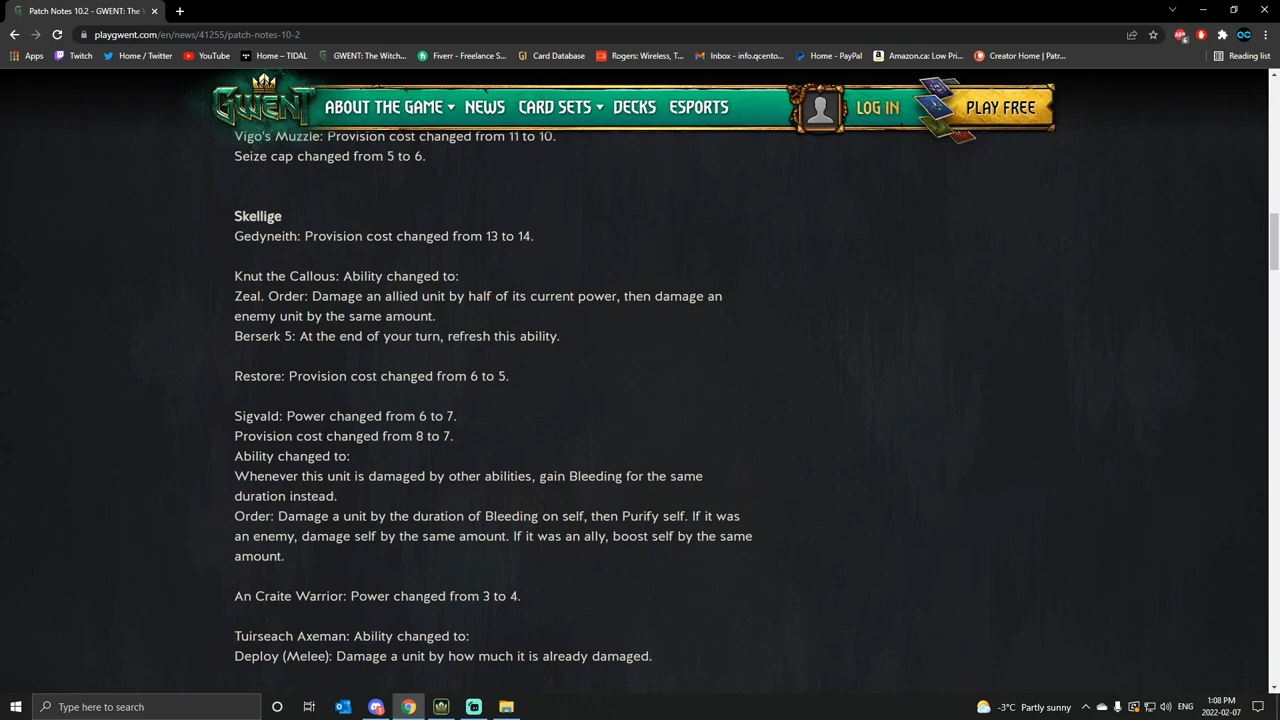 Patch Notes 10.2 – GWENT: The W
playgwent.com/en/news/41255/patch-notes-10-2
Apps Twitch Home / Twitter YouTube Home – TIDAL GWENT: The Witch... Fiverr - Freelance S... Card Database Rogers: Wireless, T... Inbox - info.qcento... Home - PayPal Amazon.ca: Low Pri... Creator Home | Patr... Reading list
GWENT ABOUT THE GAME NEWS CARD SETS DECKS ESPORTS LOG IN PLAY FREE
Vigo's Muzzle: Provision cost changed from 11 to 10.
Seize cap changed from 5 to 6.
Skellige
Gedyneith: Provision cost changed from 13 to 14.
Knut the Callous: Ability changed to:
Zeal. Order: Damage an allied unit by half of its current power, then damage an
enemy unit by the same amount.
Berserk 5: At the end of your turn, refresh this ability.
Restore: Provision cost changed from 6 to 5.
Sigvald: Power changed from 6 to 7.
Provision cost changed from 8 to 7.
Ability changed to:
Whenever this unit is damaged by other abilities, gain Bleeding for the same
duration instead.
Order: Damage a unit by the duration of Bleeding on self, then Purify self. If it was
an enemy, damage self by the same amount. If it was an ally, boost self by the same
amount.
An Craite Warrior: Power changed from 3 to 4.
Tuirseach Axeman: Ability changed to:
Deploy (Melee): Damage a unit by how much it is already damaged.
Type here to search
-3°C Partly sunny
1:08 PM
2022-02-07